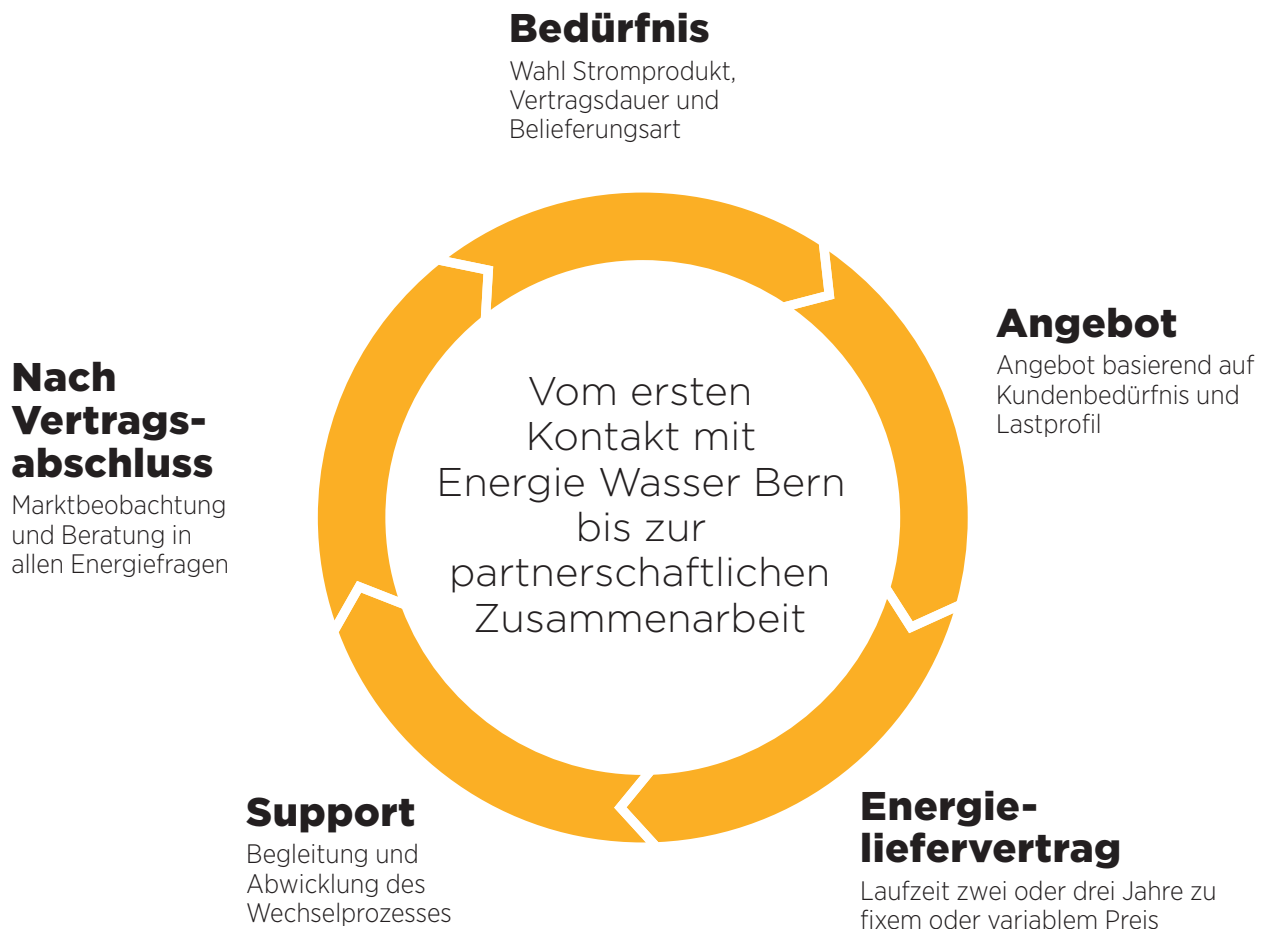 Bedürfnis
Wahl Stromprodukt,
Vertragsdauer und
Belieferungsart
Angebot
Angebot basierend auf
Kundenbedürfnis und
Lastprofil
Energie-
liefervertrag
Laufzeit zwei oder drei Jahre zu
fixem oder variablem Preis
Support
Begleitung und
Abwicklung des
Wechselprozesses
Nach
Vertrags-
abschluss
Marktbeobachtung
und Beratung in
allen Energiefragen
Vom ersten
Kontakt mit
Energie Wasser Bern
bis zur
partnerschaftlichen
Zusammenarbeit